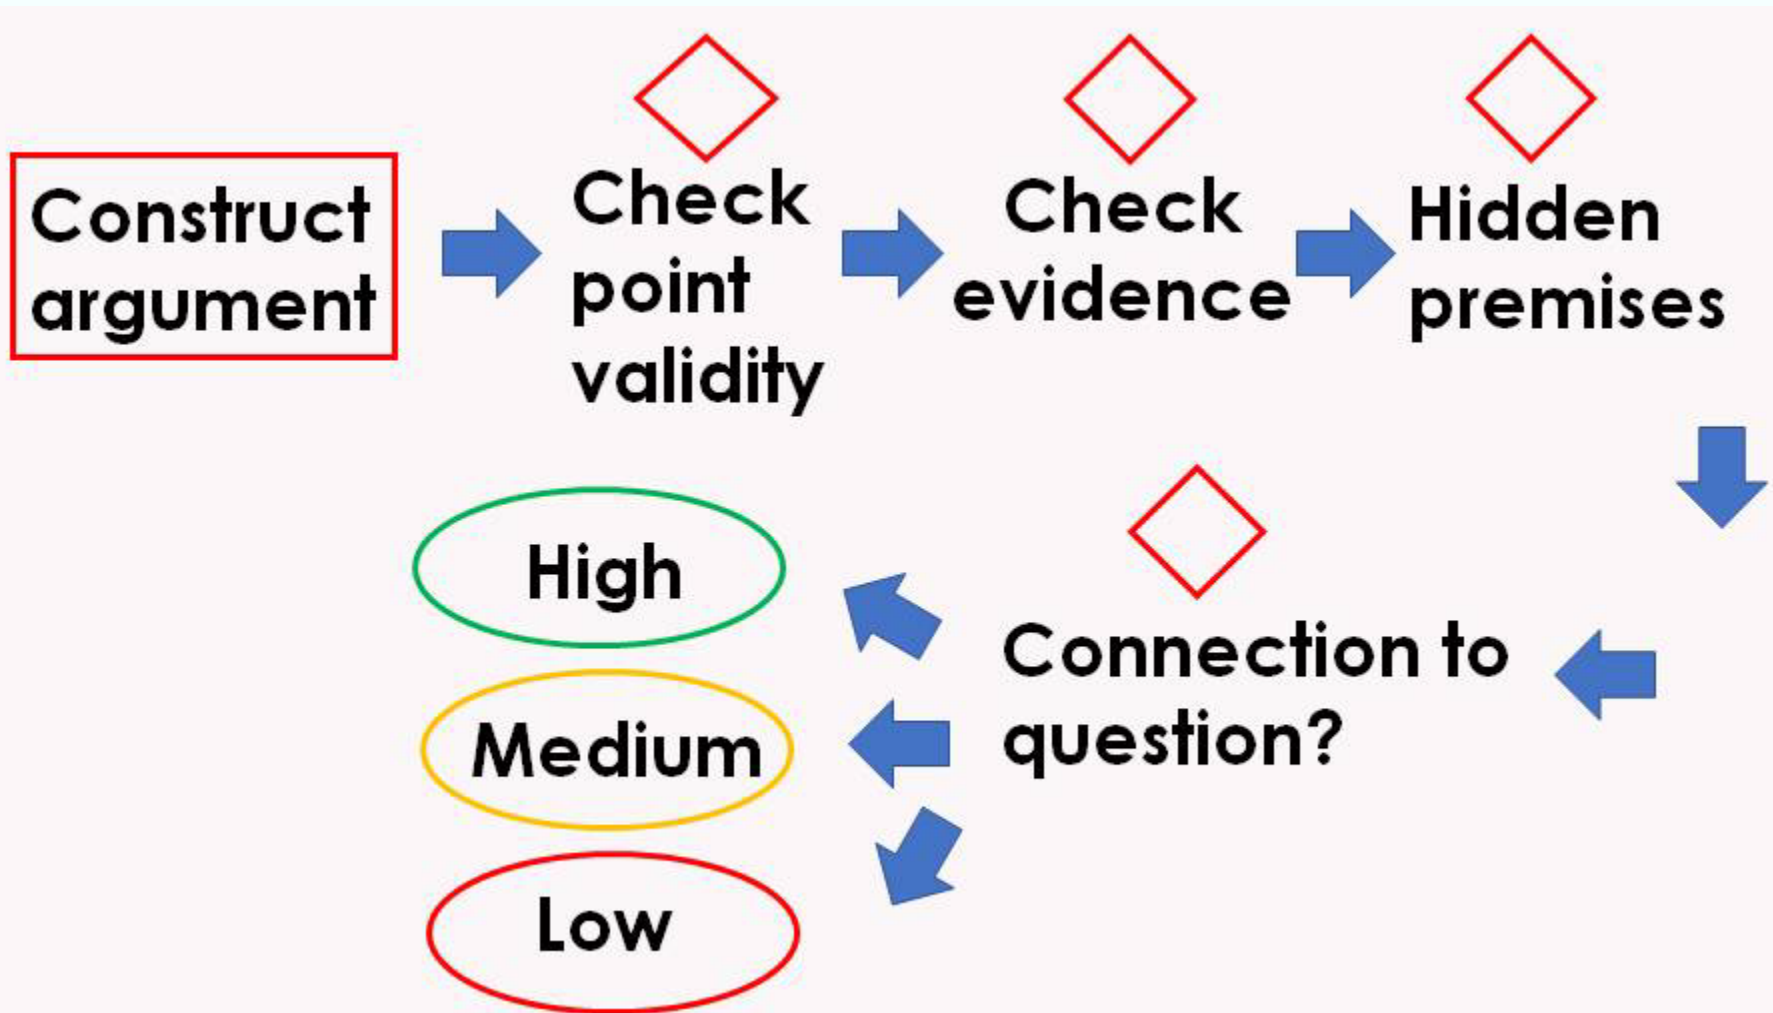 Construct
argument
Check
point
validity
Check
evidence
Hidden
premises
Connection to
question?
High
Medium
Low